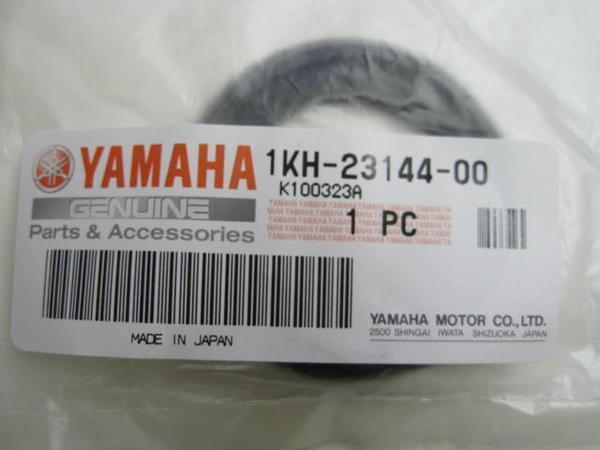 YAMAHA 1KH-23144-00
K100323A
GENUINE
Parts & Accessories
1 PC
YAMAHA MOTOR CO.,LTD.
2500 SHINGAI IWATA SHIZUOKA JAPAN
MADE IN JAPAN